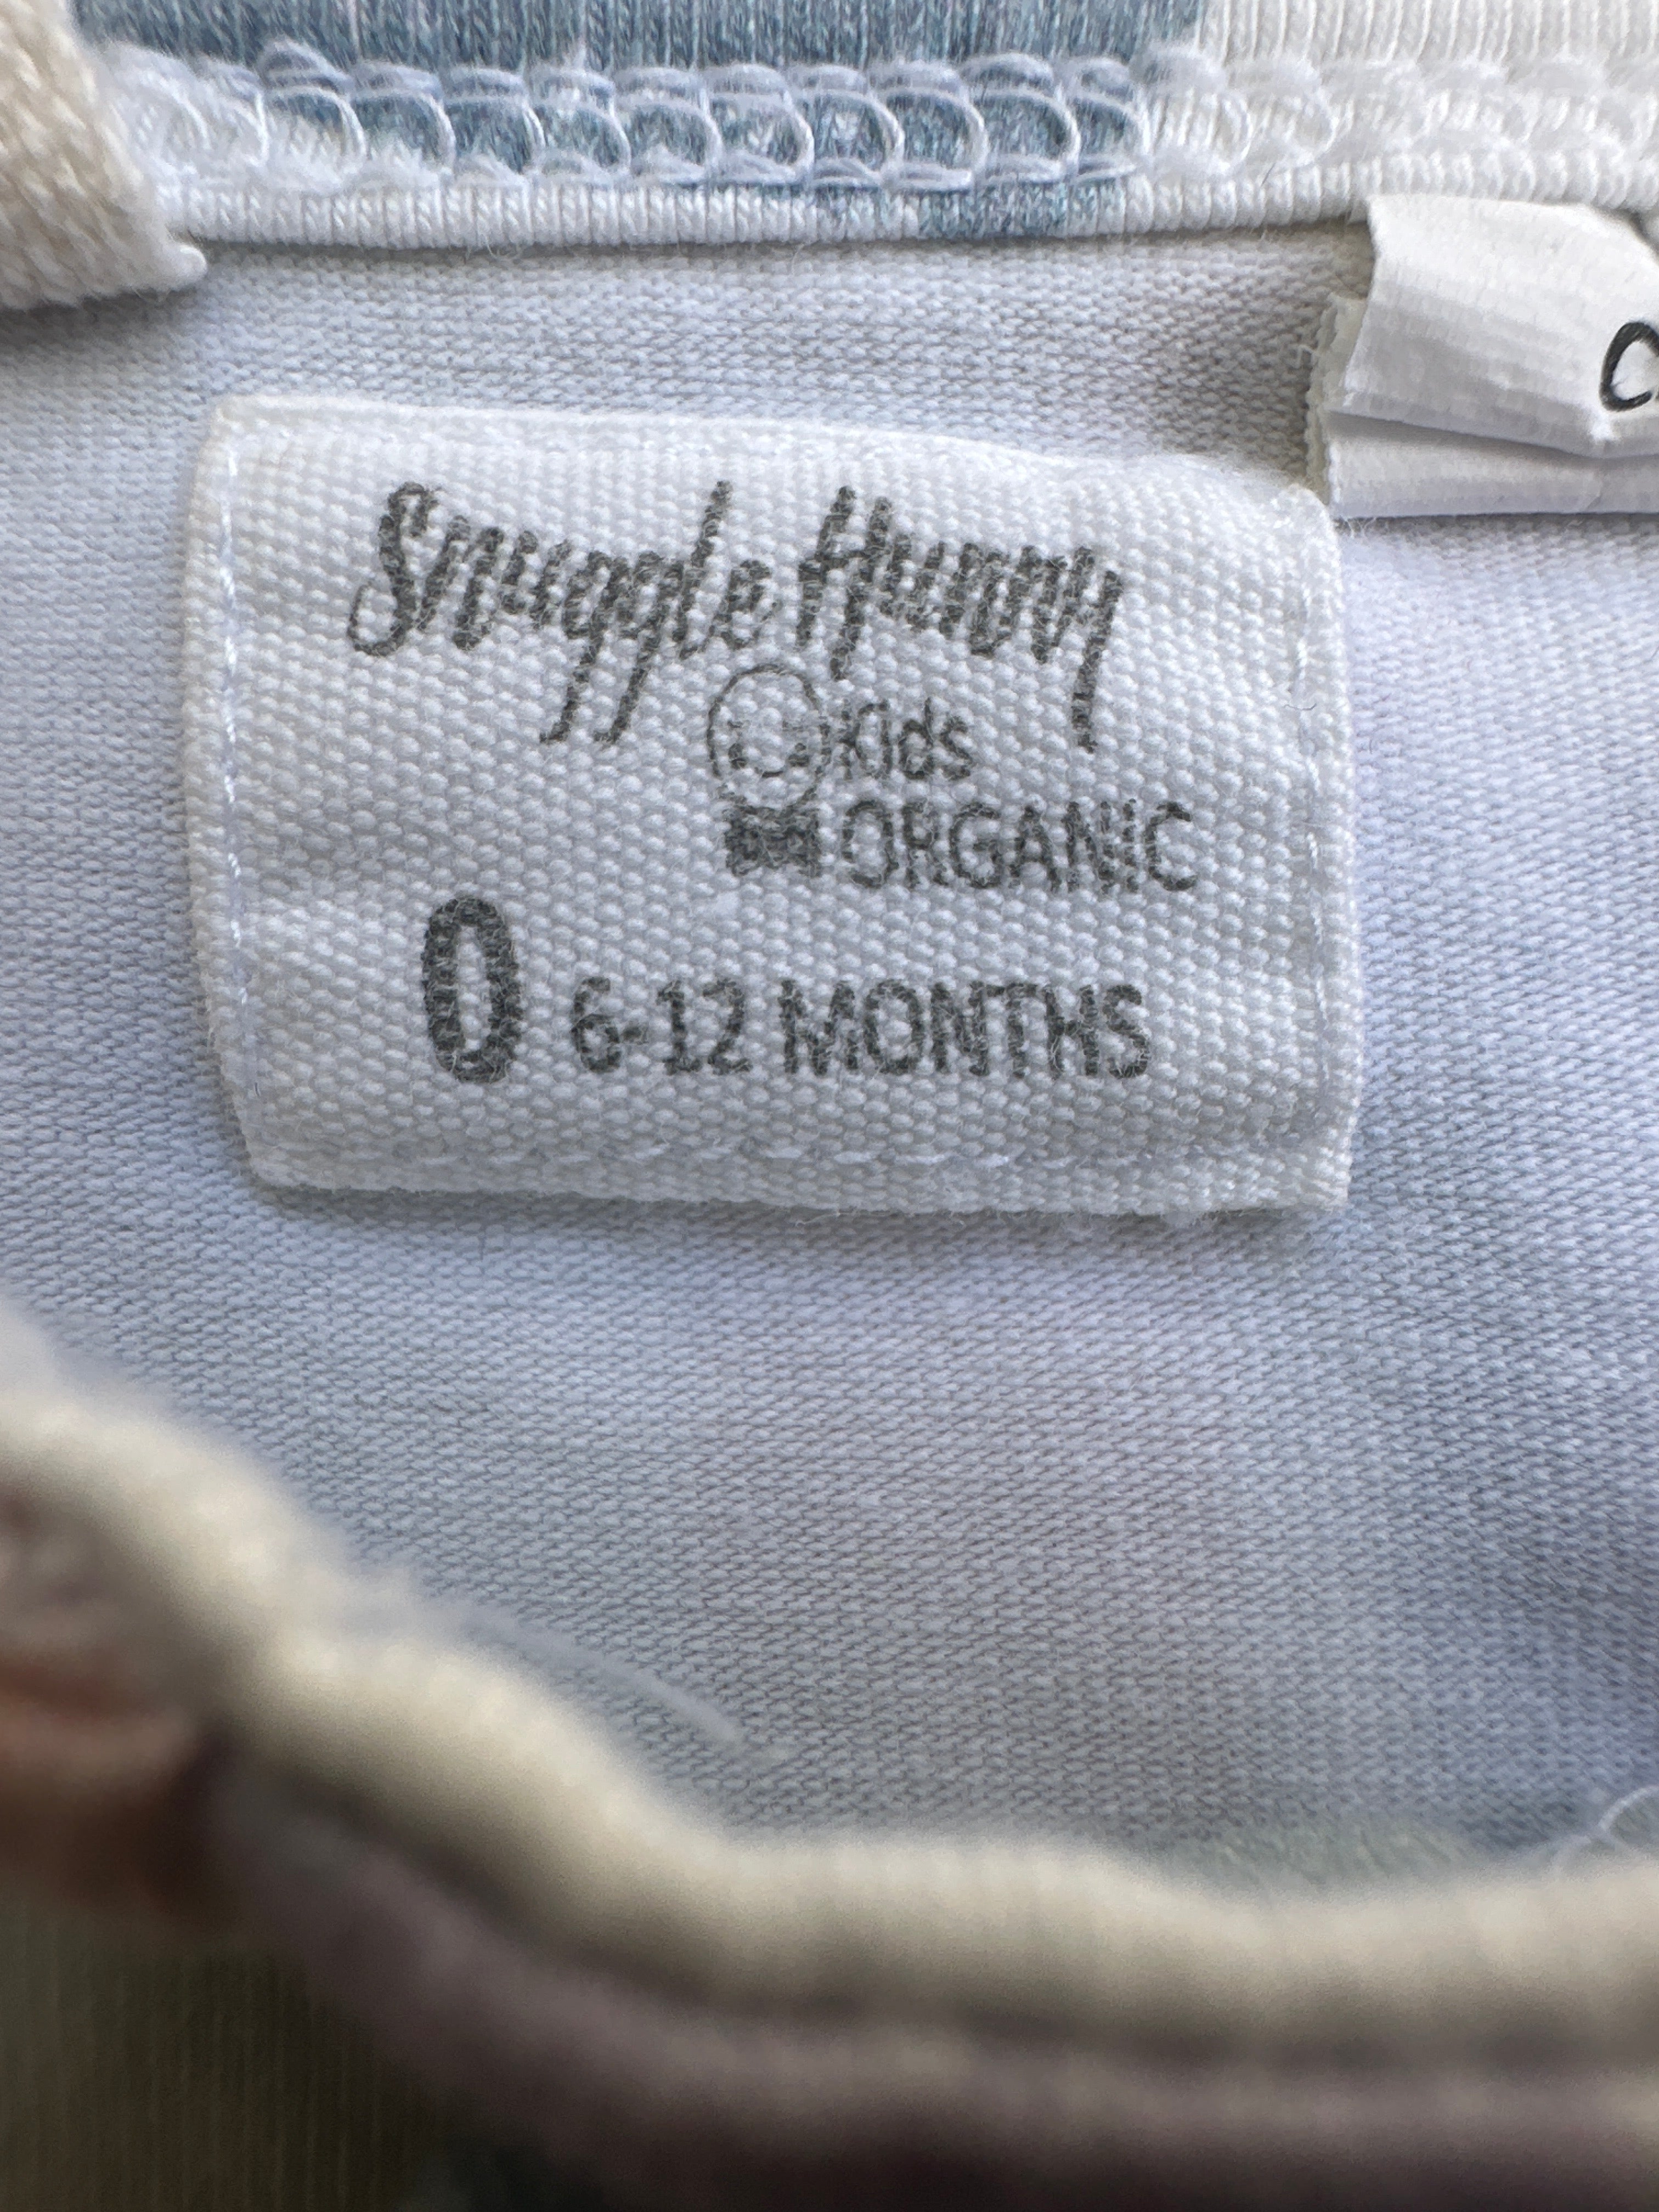 Snuggle Hunny
Kids
ORGANIC
0 6-12 MONTHS